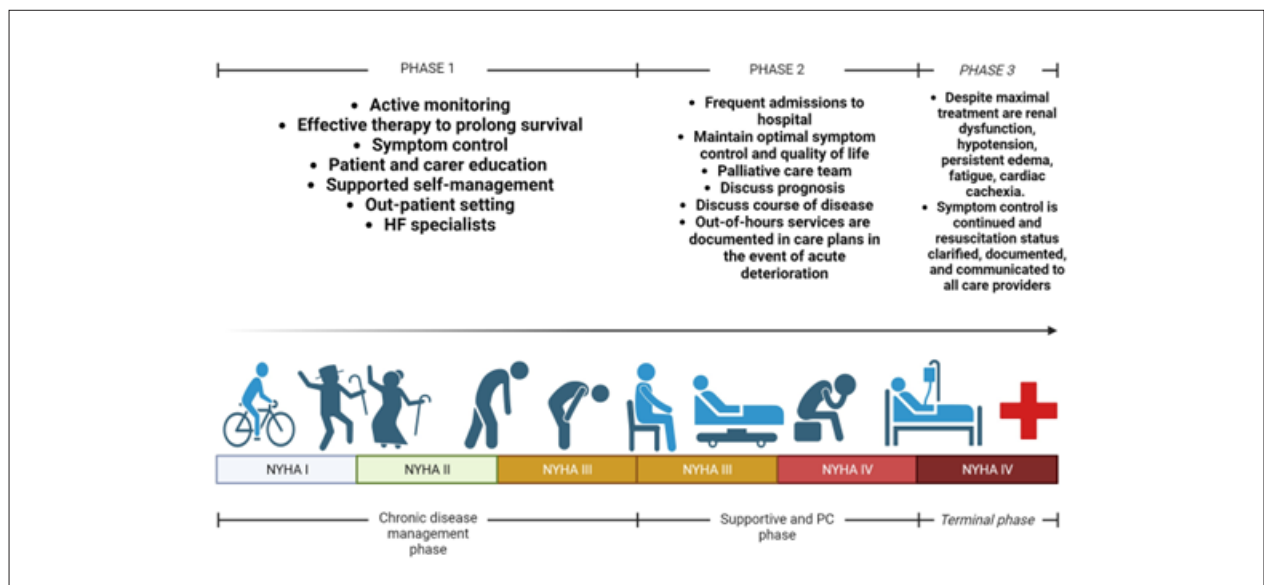 PHASE 1
PHASE 2
PHASE 3
• Active monitoring
• Effective therapy to prolong survival
• Symptom control
• Patient and carer education
• Supported self-management
• Out-patient setting
• HF specialists
• Frequent admissions to
hospital
• Maintain optimal symptom
control and quality of life
• Palliative care team
• Discuss prognosis
• Discuss course of disease
• Out-of-hours services are
documented in care plans in
the event of acute
deterioration
• Despite maximal
treatment are renal
dysfunction,
hypotension,
persistent edema,
fatigue, cardiac
cachexia.
• Symptom control is
continued and
resuscitation status
clarified, documented,
and communicated to
all care providers
NYHA I
NYHA II
NYHA III
NYHA III
NYHA IV
NYHA IV
Chronic disease
management
phase
Supportive and PC
phase
Terminal phase